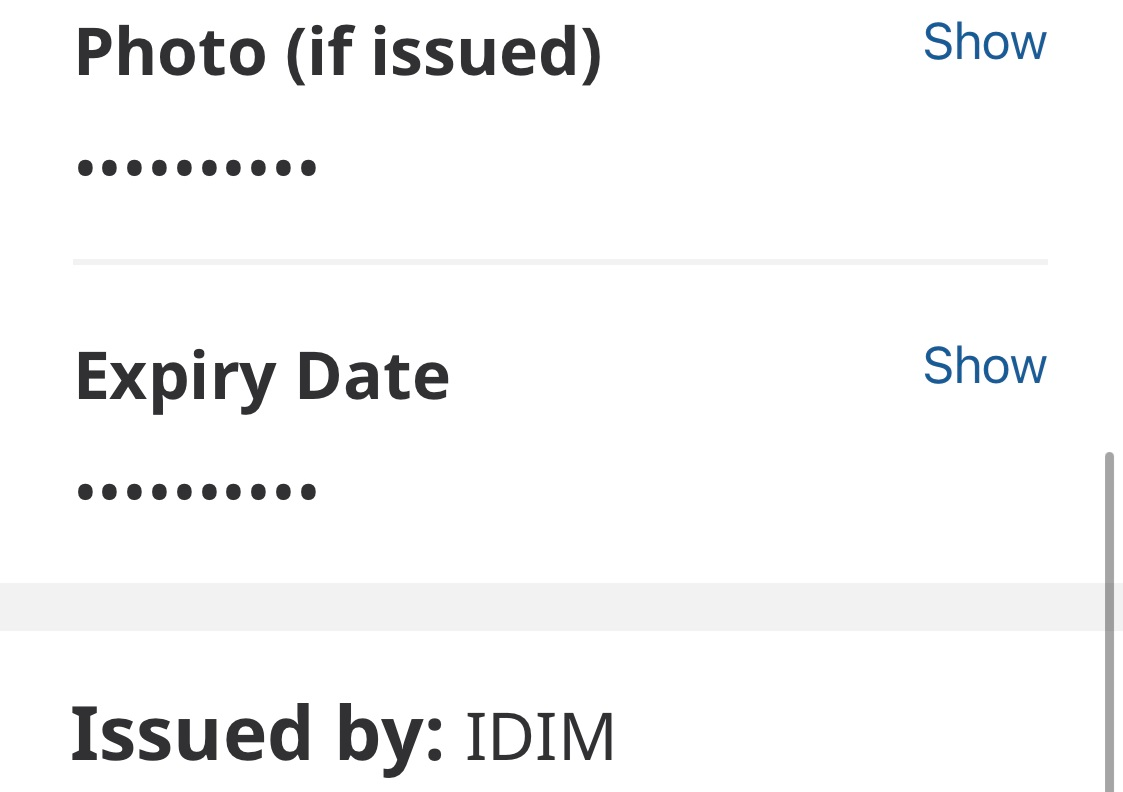 Photo (if issued) Show
••••••••••
Expiry Date Show
••••••••••
Issued by: IDIM